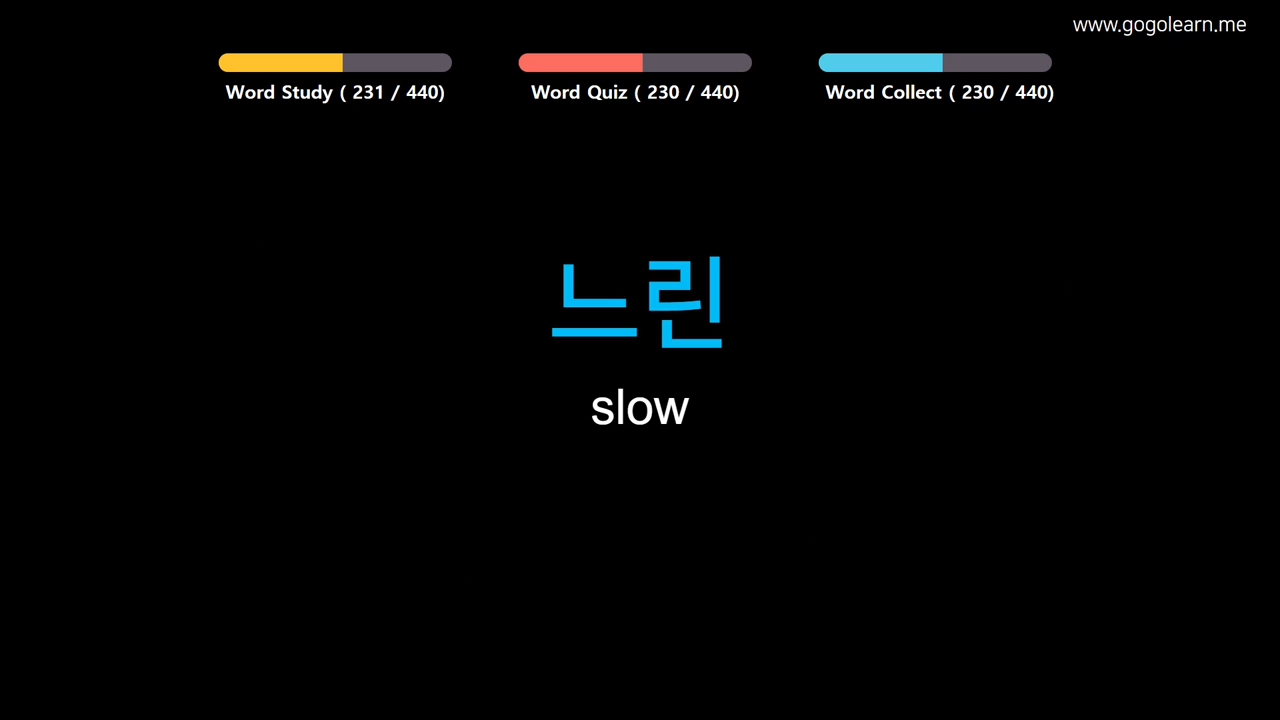 www.gogolearn.me
Word Study ( 231 / 440)
Word Quiz ( 230 / 440)
Word Collect ( 230 / 440)
느린
slow